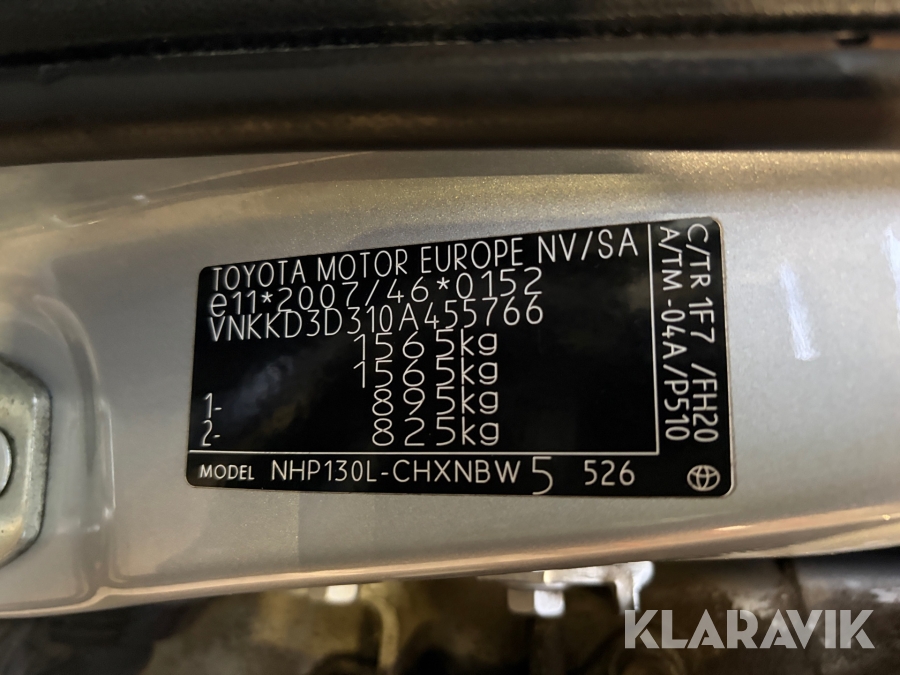 TOYOTA MOTOR EUROPE NV/SA
e11*2007/46*0152
VNKKD3D310A455766
1565kg
1565kg
1- 895kg
2- 825kg
MODEL NHP130L-CHXNBW 5 526
C/TR 1F7 /FH20
A/TM -04A/P510
KLARAVIK